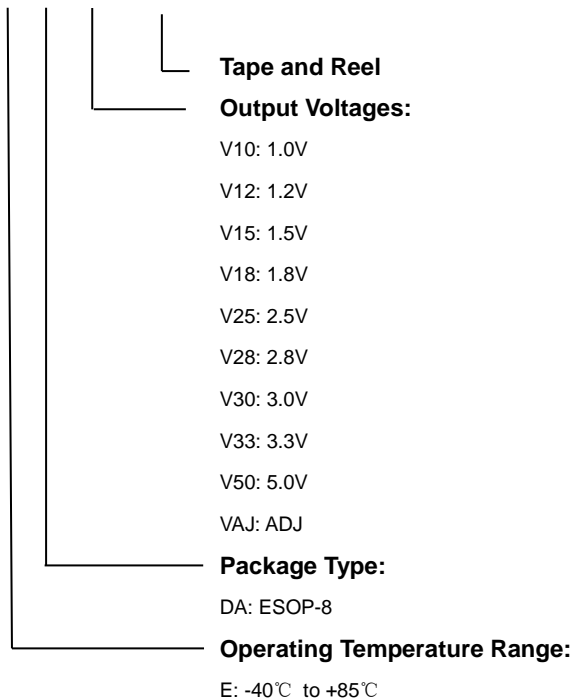 Tape and Reel
Output Voltages:
V10: 1.0V
V12: 1.2V
V15: 1.5V
V18: 1.8V
V25: 2.5V
V28: 2.8V
V30: 3.0V
V33: 3.3V
V50: 5.0V
VAJ: ADJ
Package Type:
DA: ESOP-8
Operating Temperature Range:
E: -40℃ to +85℃